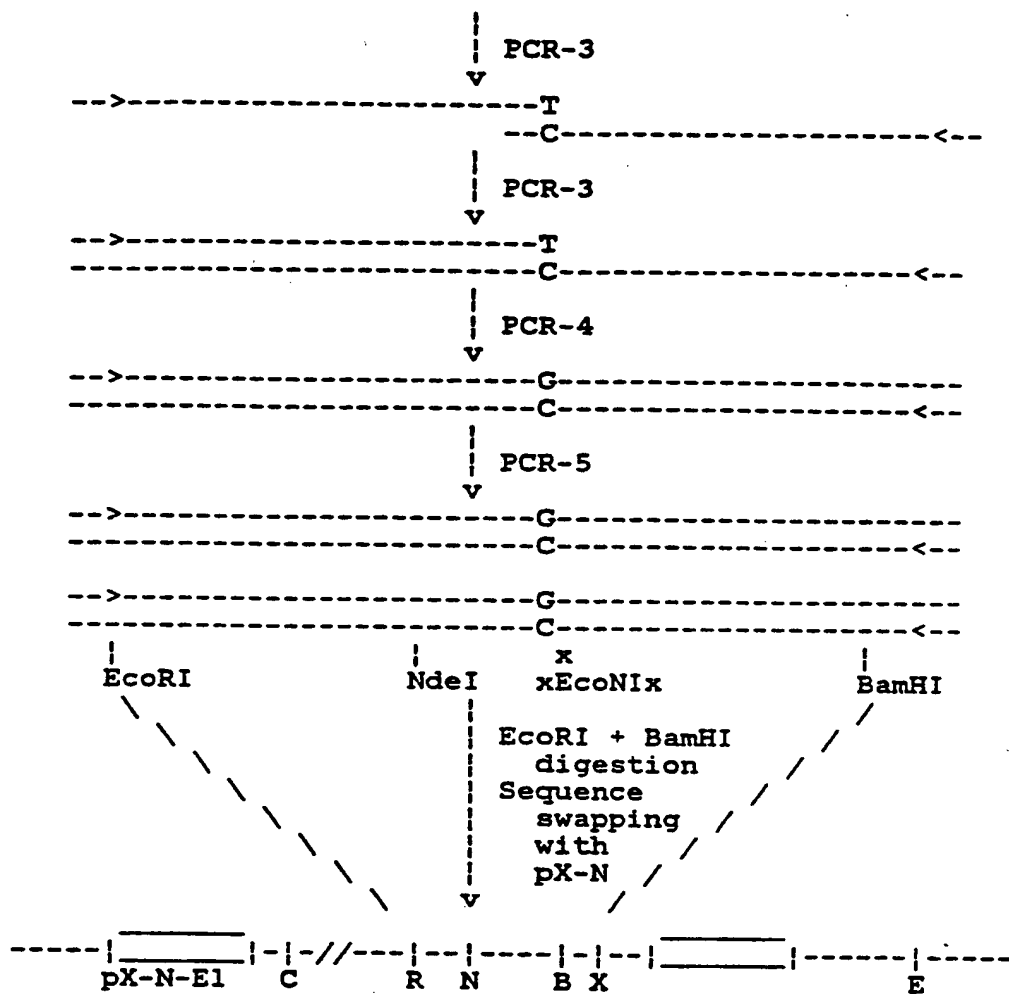 PCR-3
T
C
PCR-3
T
C
PCR-4
G
C
PCR-5
G
C
G
C
x
EcoRI NdeI xEcoNIx BamHI
EcoRI + BamHI
digestion
Sequence
swapping
with
pX-N
pX-N-E1 C R N B X E